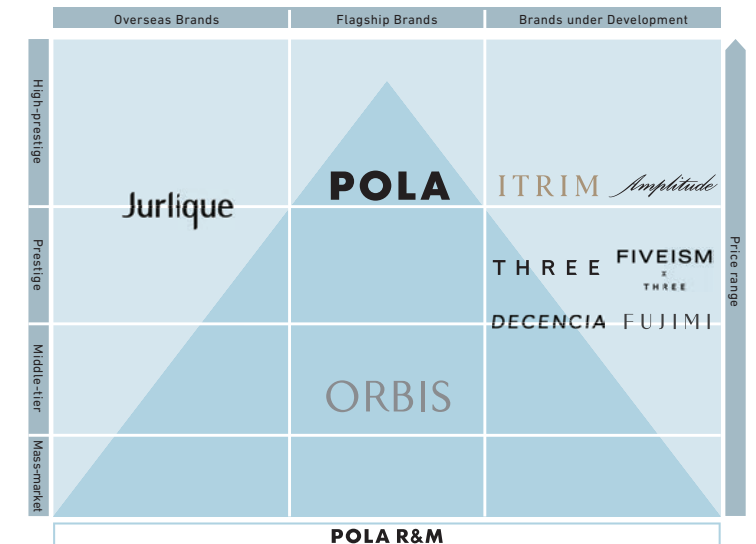 Overseas Brands
Flagship Brands
Brands under Development
High-prestige
Prestige
Middle-tier
Mass-market
Price range
Jurlique
POLA
ITRIM
Amplitude
THREE
FIVEISM
x
THREE
DECENCIA
FUJIMI
ORBIS
POLA R&M